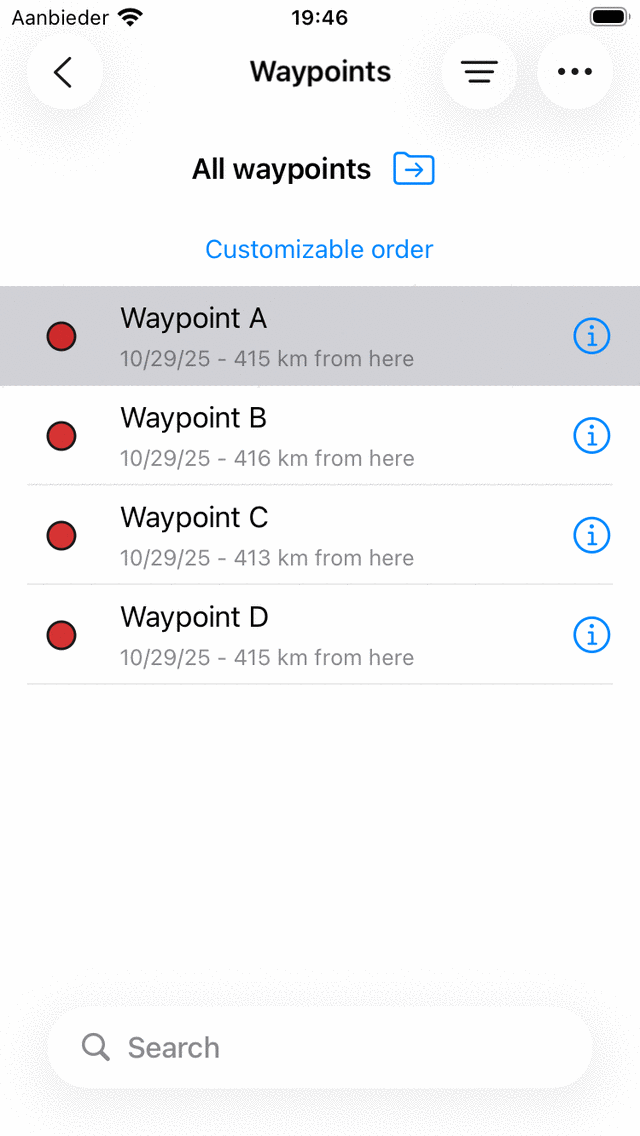 Aanbieder 19:46
Waypoints
All waypoints
Customizable order
Waypoint A
10/29/25 - 415 km from here
Waypoint B
10/29/25 - 416 km from here
Waypoint C
10/29/25 - 413 km from here
Waypoint D
10/29/25 - 415 km from here
Search